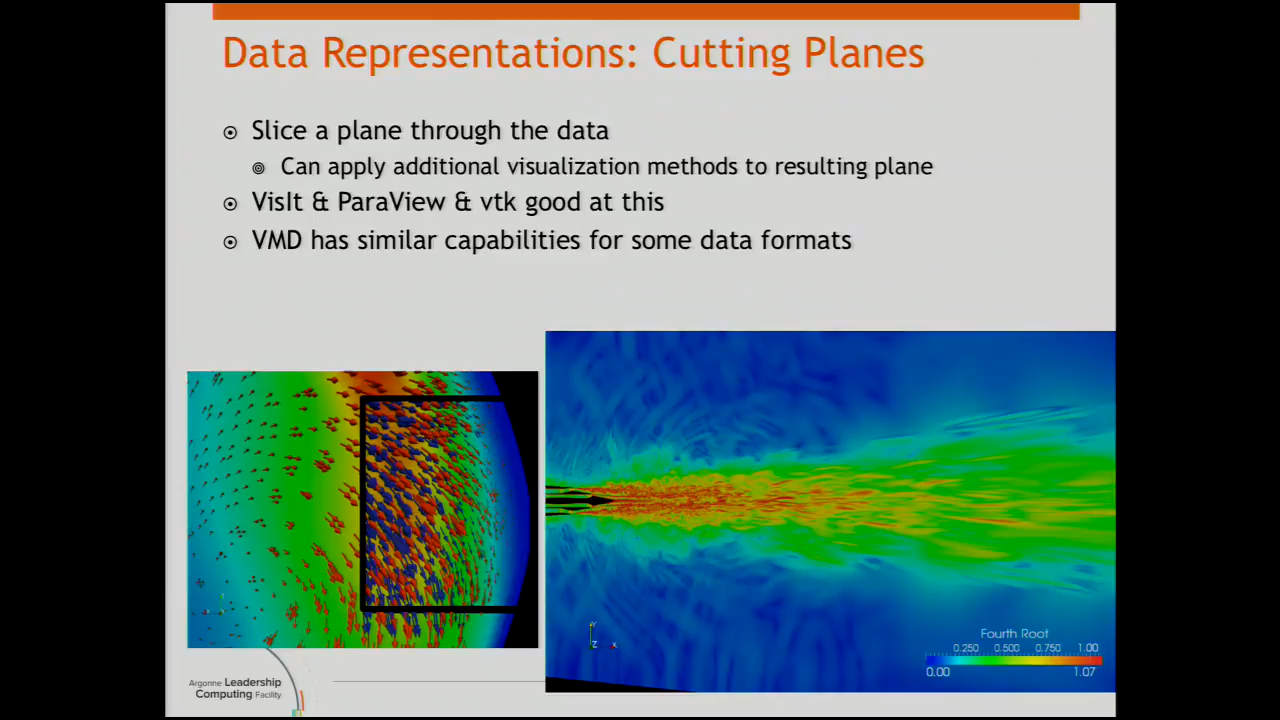 Data Representations: Cutting Planes
Slice a plane through the data
Can apply additional visualization methods to resulting plane
VisIt & ParaView & vtk good at this
VMD has similar capabilities for some data formats
Fourth Root
0.250 0.500 0.750 1.00
0.00 1.07
Y
Z X
Argonne Leadership
Computing Facility